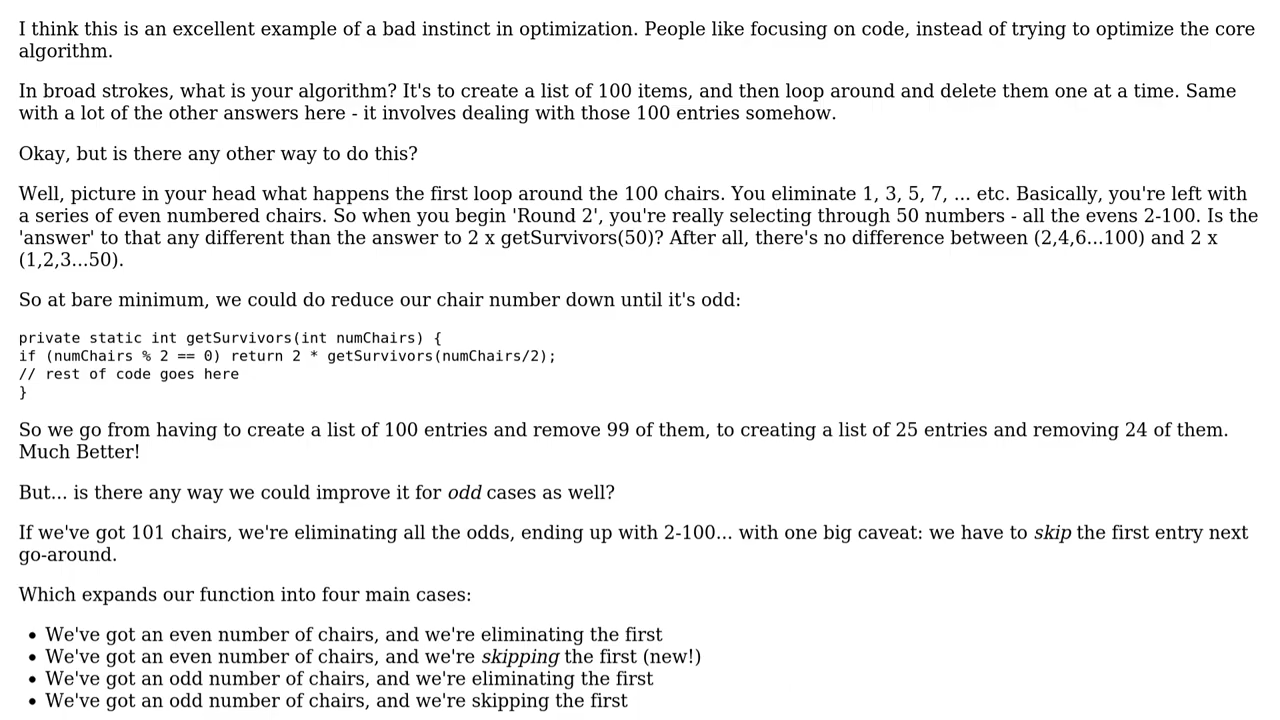 I think this is an excellent example of a bad instinct in optimization. People like focusing on code, instead of trying to optimize the core
algorithm.
In broad strokes, what is your algorithm? It's to create a list of 100 items, and then loop around and delete them one at a time. Same
with a lot of the other answers here - it involves dealing with those 100 entries somehow.
Okay, but is there any other way to do this?
Well, picture in your head what happens the first loop around the 100 chairs. You eliminate 1, 3, 5, 7, ... etc. Basically, you're left with
a series of even numbered chairs. So when you begin 'Round 2', you're really selecting through 50 numbers - all the evens 2-100. Is the
'answer' to that any different than the answer to 2 x getSurvivors(50)? After all, there's no difference between (2,4,6...100) and 2 x
(1,2,3...50).
So at bare minimum, we could do reduce our chair number down until it's odd:
private static int getSurvivors(int numChairs) {
if (numChairs % 2 == 0) return 2 * getSurvivors(numChairs/2);
// rest of code goes here
}
So we go from having to create a list of 100 entries and remove 99 of them, to creating a list of 25 entries and removing 24 of them.
Much Better!
But... is there any way we could improve it for odd cases as well?
If we've got 101 chairs, we're eliminating all the odds, ending up with 2-100... with one big caveat: we have to skip the first entry next
go-around.
Which expands our function into four main cases:
• We've got an even number of chairs, and we're eliminating the first
• We've got an even number of chairs, and we're skipping the first (new!)
• We've got an odd number of chairs, and we're eliminating the first
• We've got an odd number of chairs, and we're skipping the first